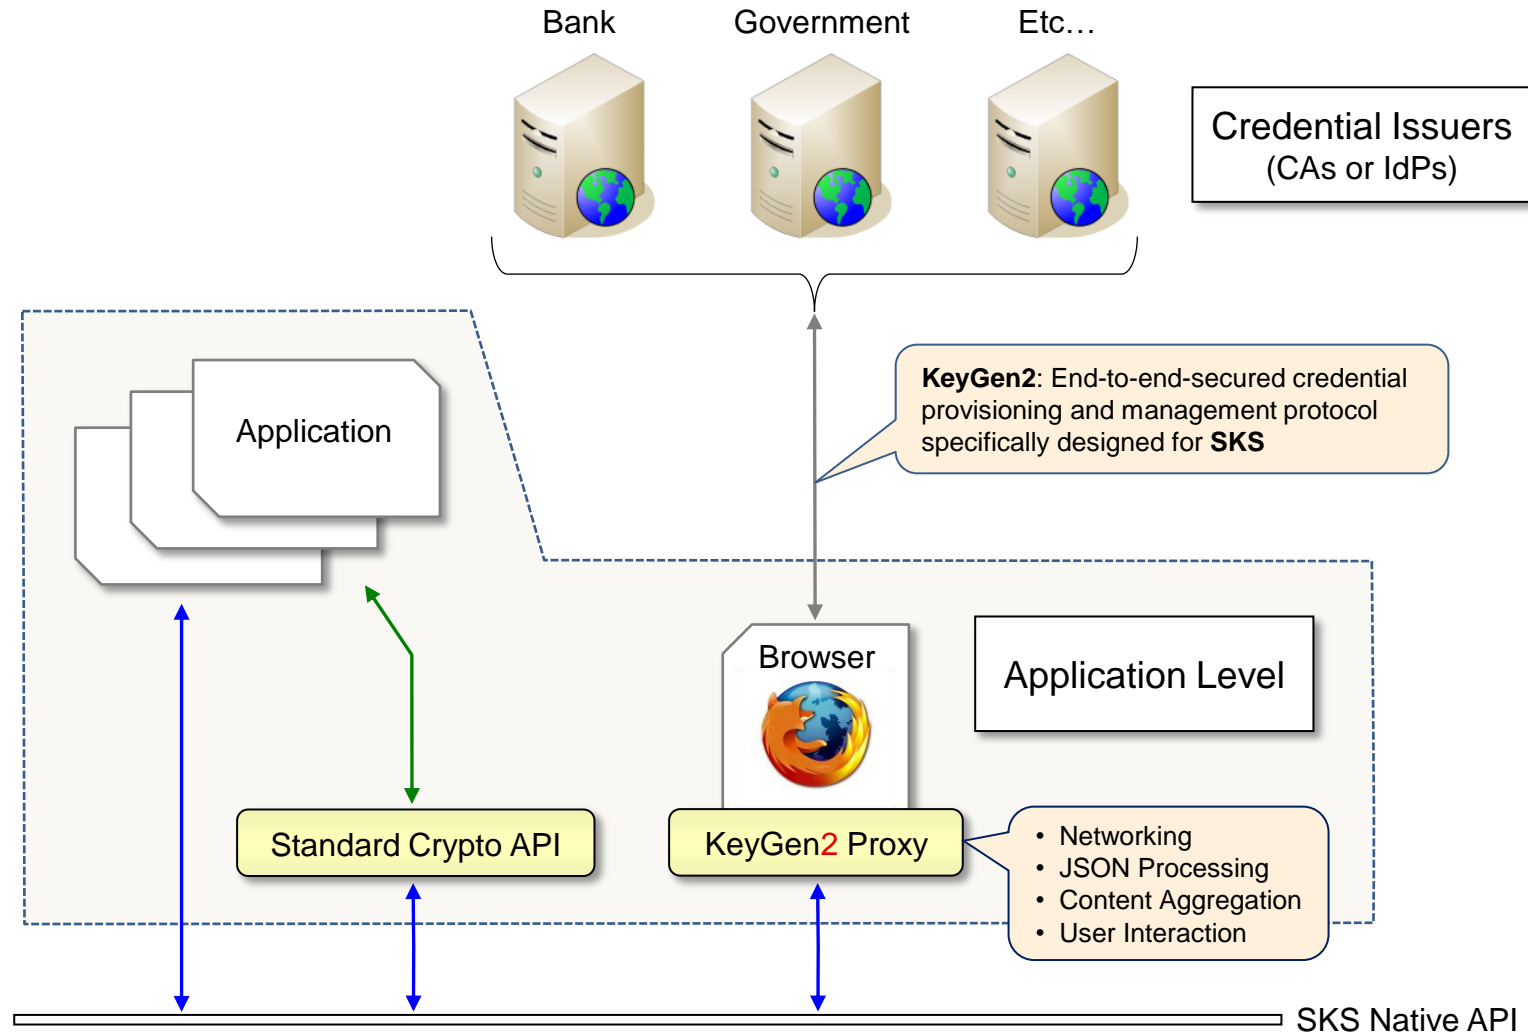 Bank
Government
Etc…
Credential Issuers
(CAs or IdPs)
KeyGen2: End-to-end-secured credential
provisioning and management protocol
specifically designed for SKS
Application
Browser
Application Level
Standard Crypto API
KeyGen2 Proxy
• Networking
• JSON Processing
• Content Aggregation
• User Interaction
SKS Native API